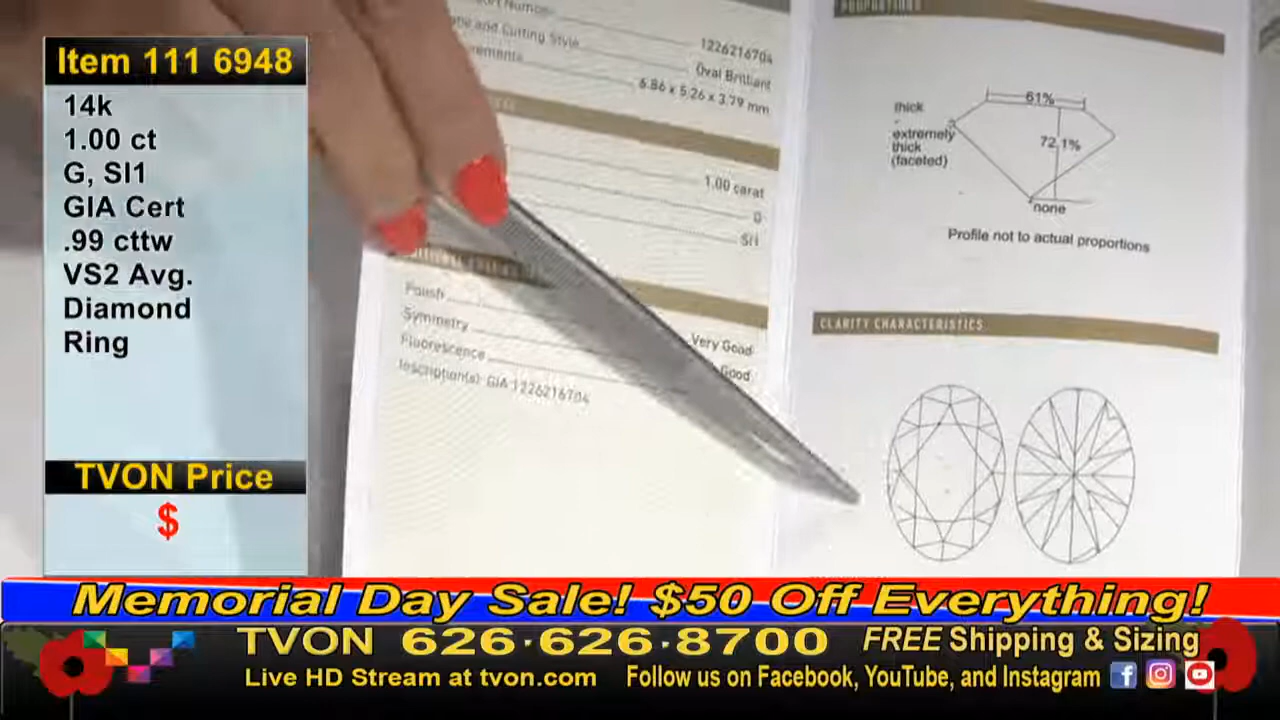 Item 111 6948
14k
1.00 ct
G, SI1
GIA Cert
.99 cttw
VS2 Avg.
Diamond
Ring
TVON Price
$
and Cutting Style
Oval Brilliant
1226216704
6.86 x 5.26 x 3.79 mm
1.00 carat
G
SI1
Polish
Very Good
Symmetry
Good
Fluorescence
Inscription(s): GIA 1226216704
PROPORTIONS
61%
thick
-
extremely
thick
(faceted)
72.1%
none
Profile not to actual proportions
CLARITY CHARACTERISTICS
Memorial Day Sale! $50 Off Everything!
TVON 626·626·8700 FREE Shipping & Sizing
Live HD Stream at tvon.com Follow us on Facebook, YouTube, and Instagram